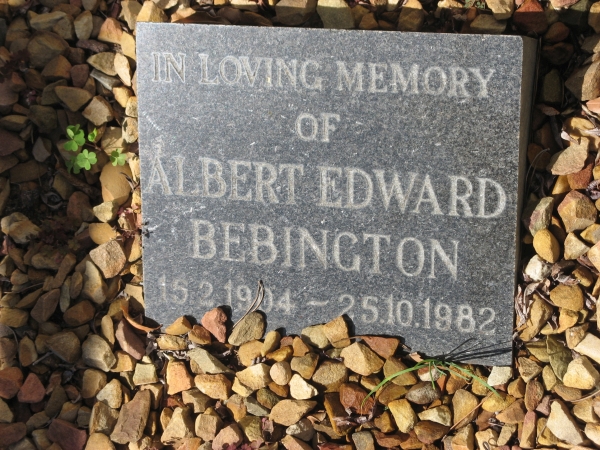 IN LOVING MEMORY
OF
ALBERT EDWARD
BEBINGTON
15.2.1904 – 25.10.1982